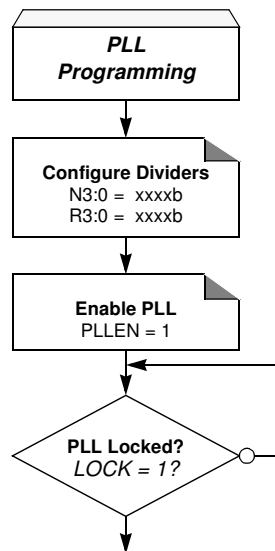 PLL
Programming
Configure Dividers
N3:0 = xxxxb
R3:0 = xxxxb
Enable PLL
PLLEN = 1
PLL Locked?
LOCK = 1?